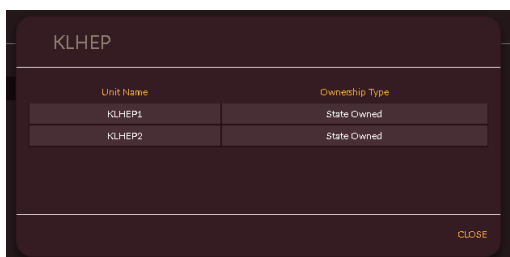 KLHEP
Unit Name Ownership Type
KLHEP1 State Owned
KLHEP2 State Owned
CLOSE